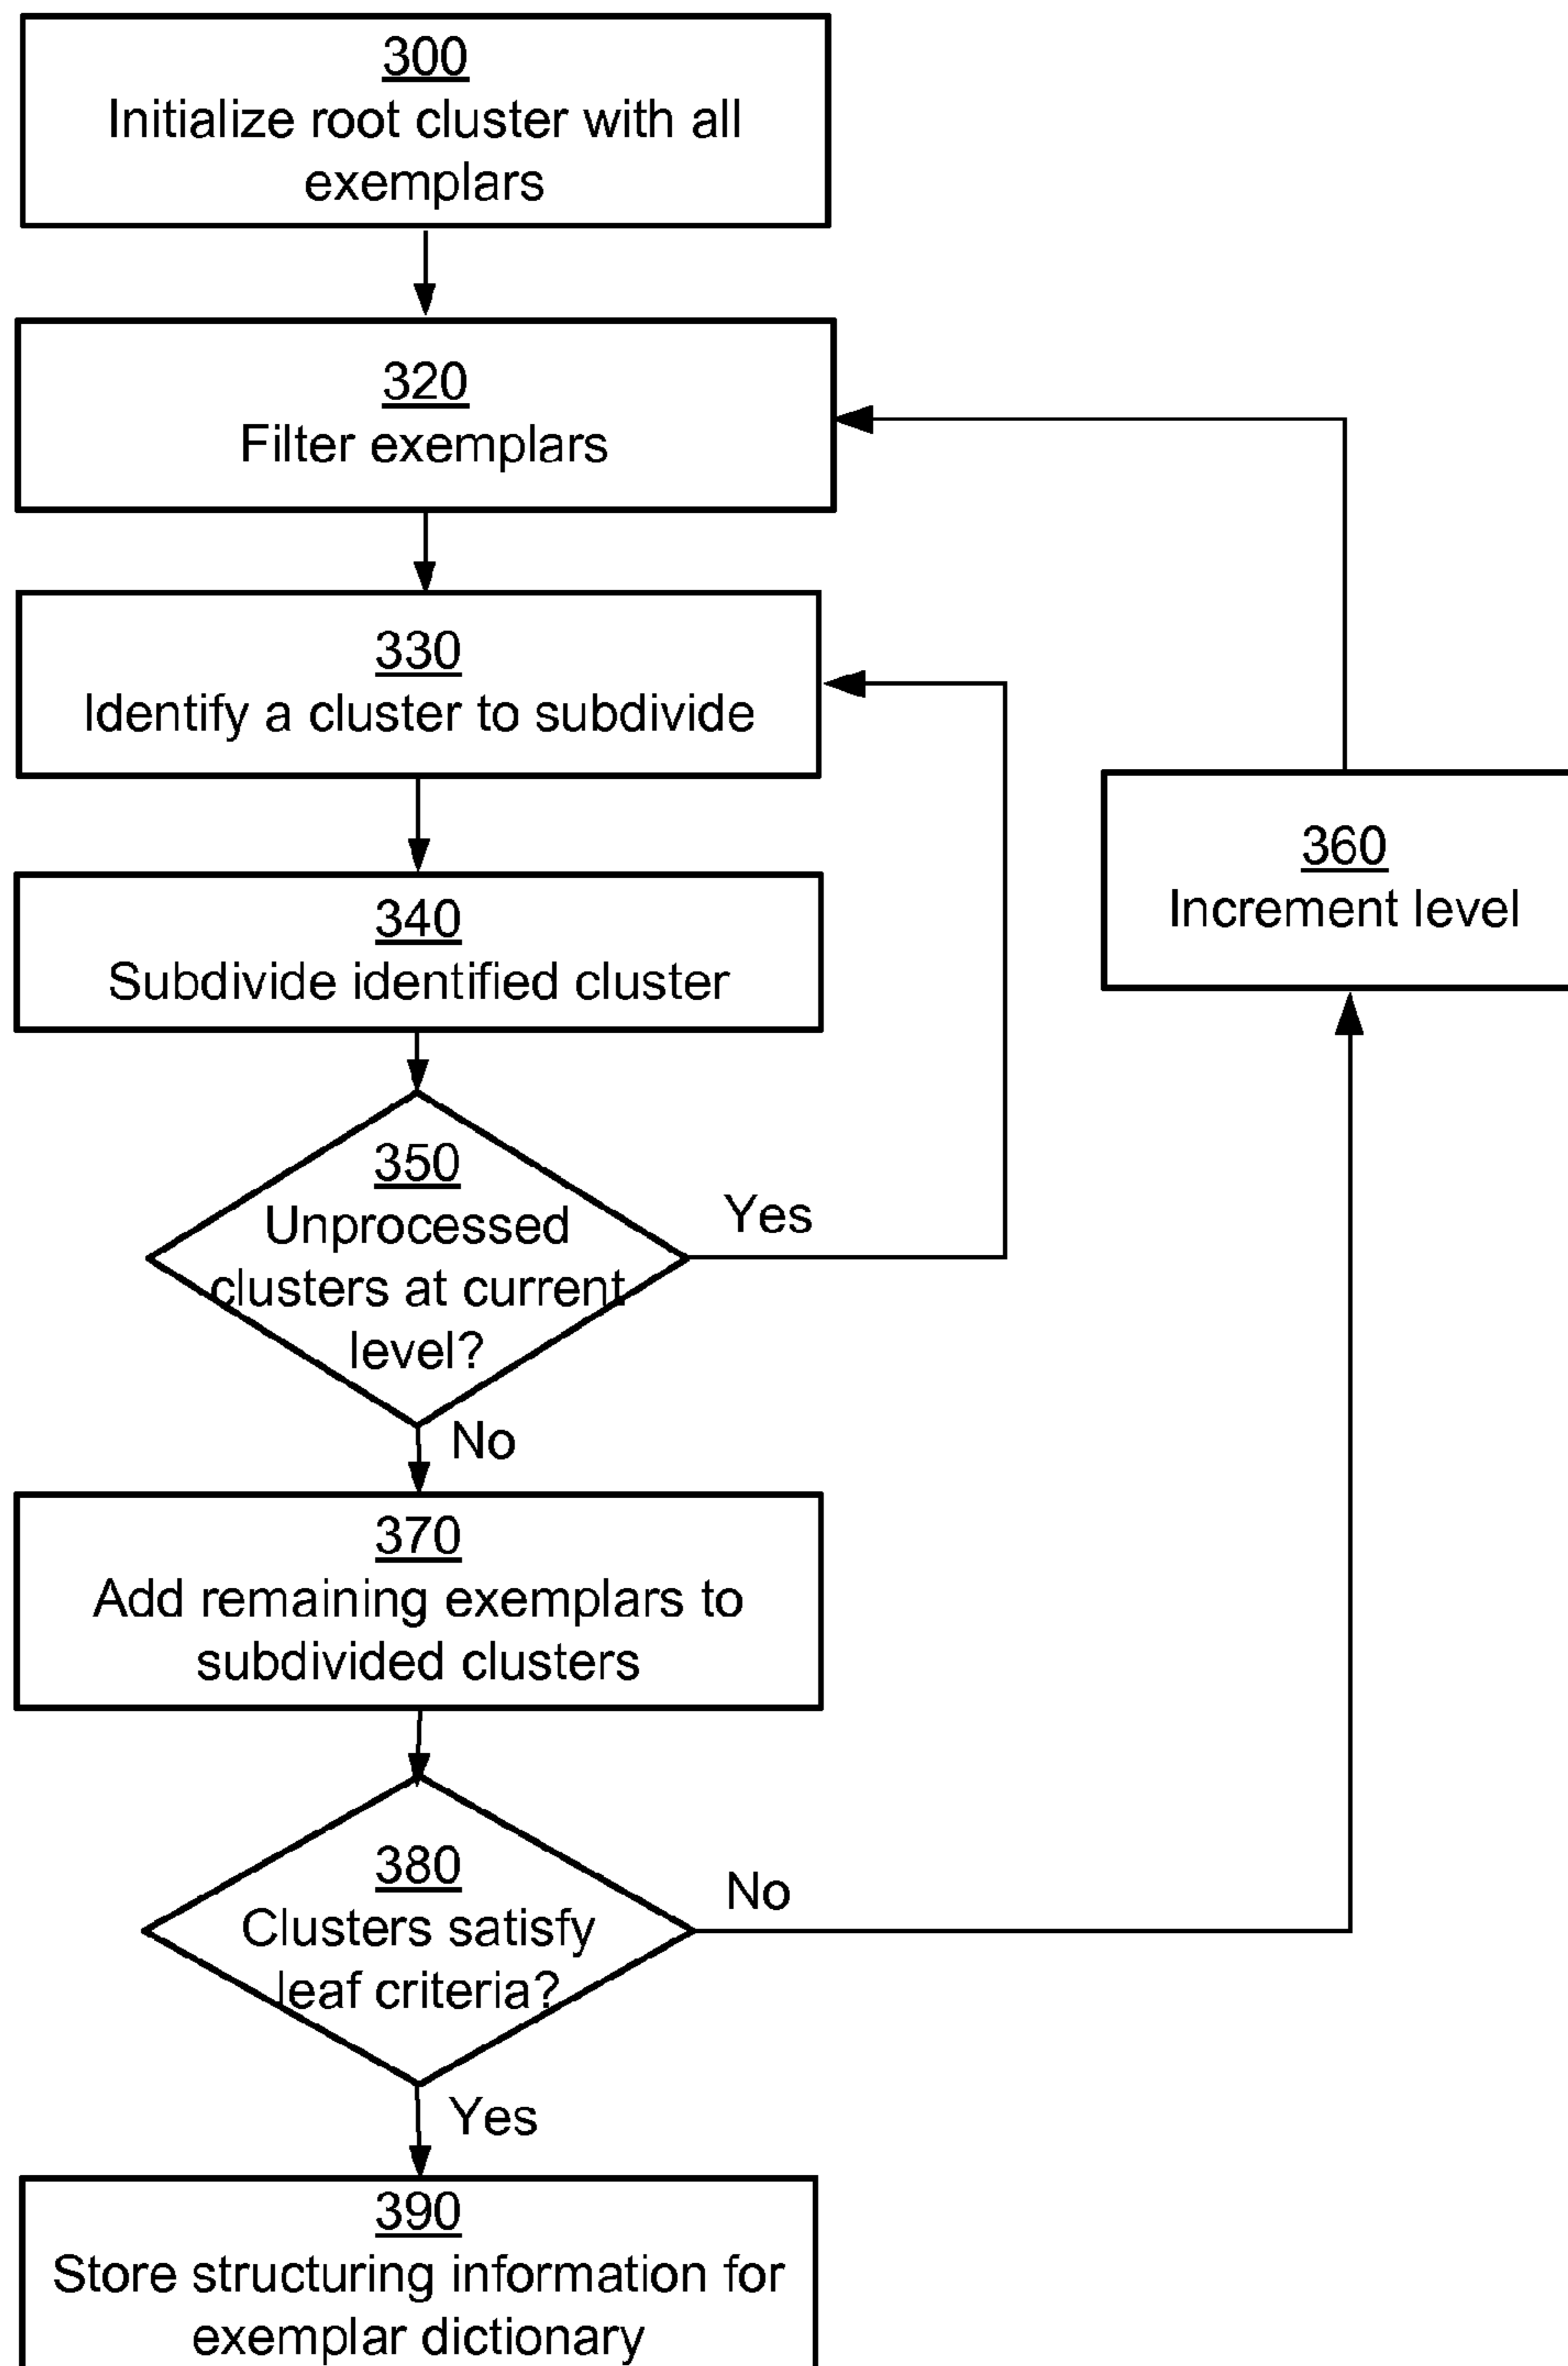 300
Initialize root cluster with all
exemplars
320
Filter exemplars
330
Identify a cluster to subdivide
360
Increment level
340
Subdivide identified cluster
350
Unprocessed
clusters at current
level?
Yes
No
370
Add remaining exemplars to
subdivided clusters
380
Clusters satisfy
leaf criteria?
No
Yes
390
Store structuring information for
exemplar dictionary